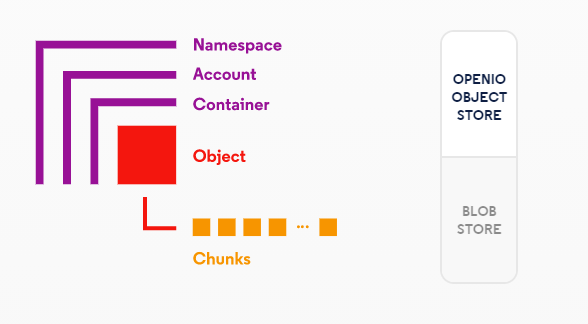 Namespace
Account
Container
Object
...
Chunks
OPENIO
OBJECT
STORE
BLOB
STORE